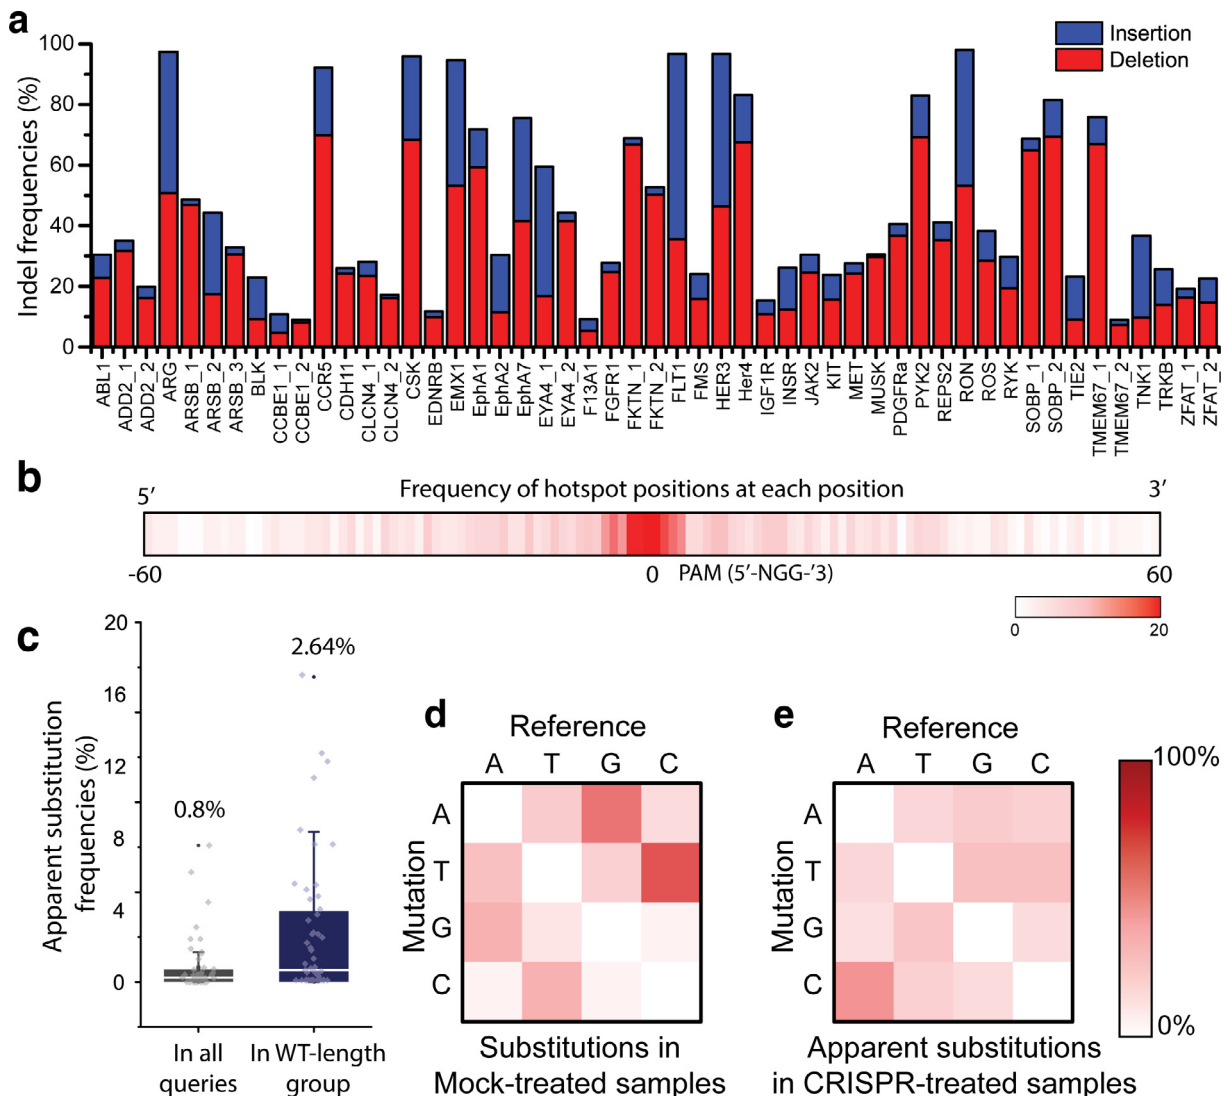 a
Insertion
Deletion
Indel frequencies (%)
100
80
60
40
20
0
ABL1
ADD2_1
ADD2_2
ARG
ARSB_1
ARSB_2
ARSB_3
BLK
CCBE1_1
CCBE1_2
CCR5
CDH11
CLCN4_1
CLCN4_2
CSK
EDNRB
EMX1
EphA1
EphA2
EphA7
EYA4_1
EYA4_2
F13A1
FGFR1
FKTN_1
FKTN_2
FLT1
FMS
HER3
Her4
IGF1R
INSR
JAK2
KIT
MET
MUSK
PDGFRa
PYK2
REPS2
RON
ROS
RYK
SOBP_1
SOBP_2
TIE2
TMEM67_1
TMEM67_2
TNK1
TRKB
ZFAT_1
ZFAT_2
b
Frequency of hotspot positions at each position
5′
3′
-60
0
PAM (5′-NGG-′3)
60
0
20
c
Apparent substitution
frequencies (%)
20
16
12
8
4
0
0.8%
2.64%
In all
queries
In WT-length
group
d
Reference
A T G C
Mutation
A
T
G
C
Substitutions in
Mock-treated samples
e
Reference
A T G C
Mutation
A
T
G
C
Apparent substitutions
in CRISPR-treated samples
100%
0%